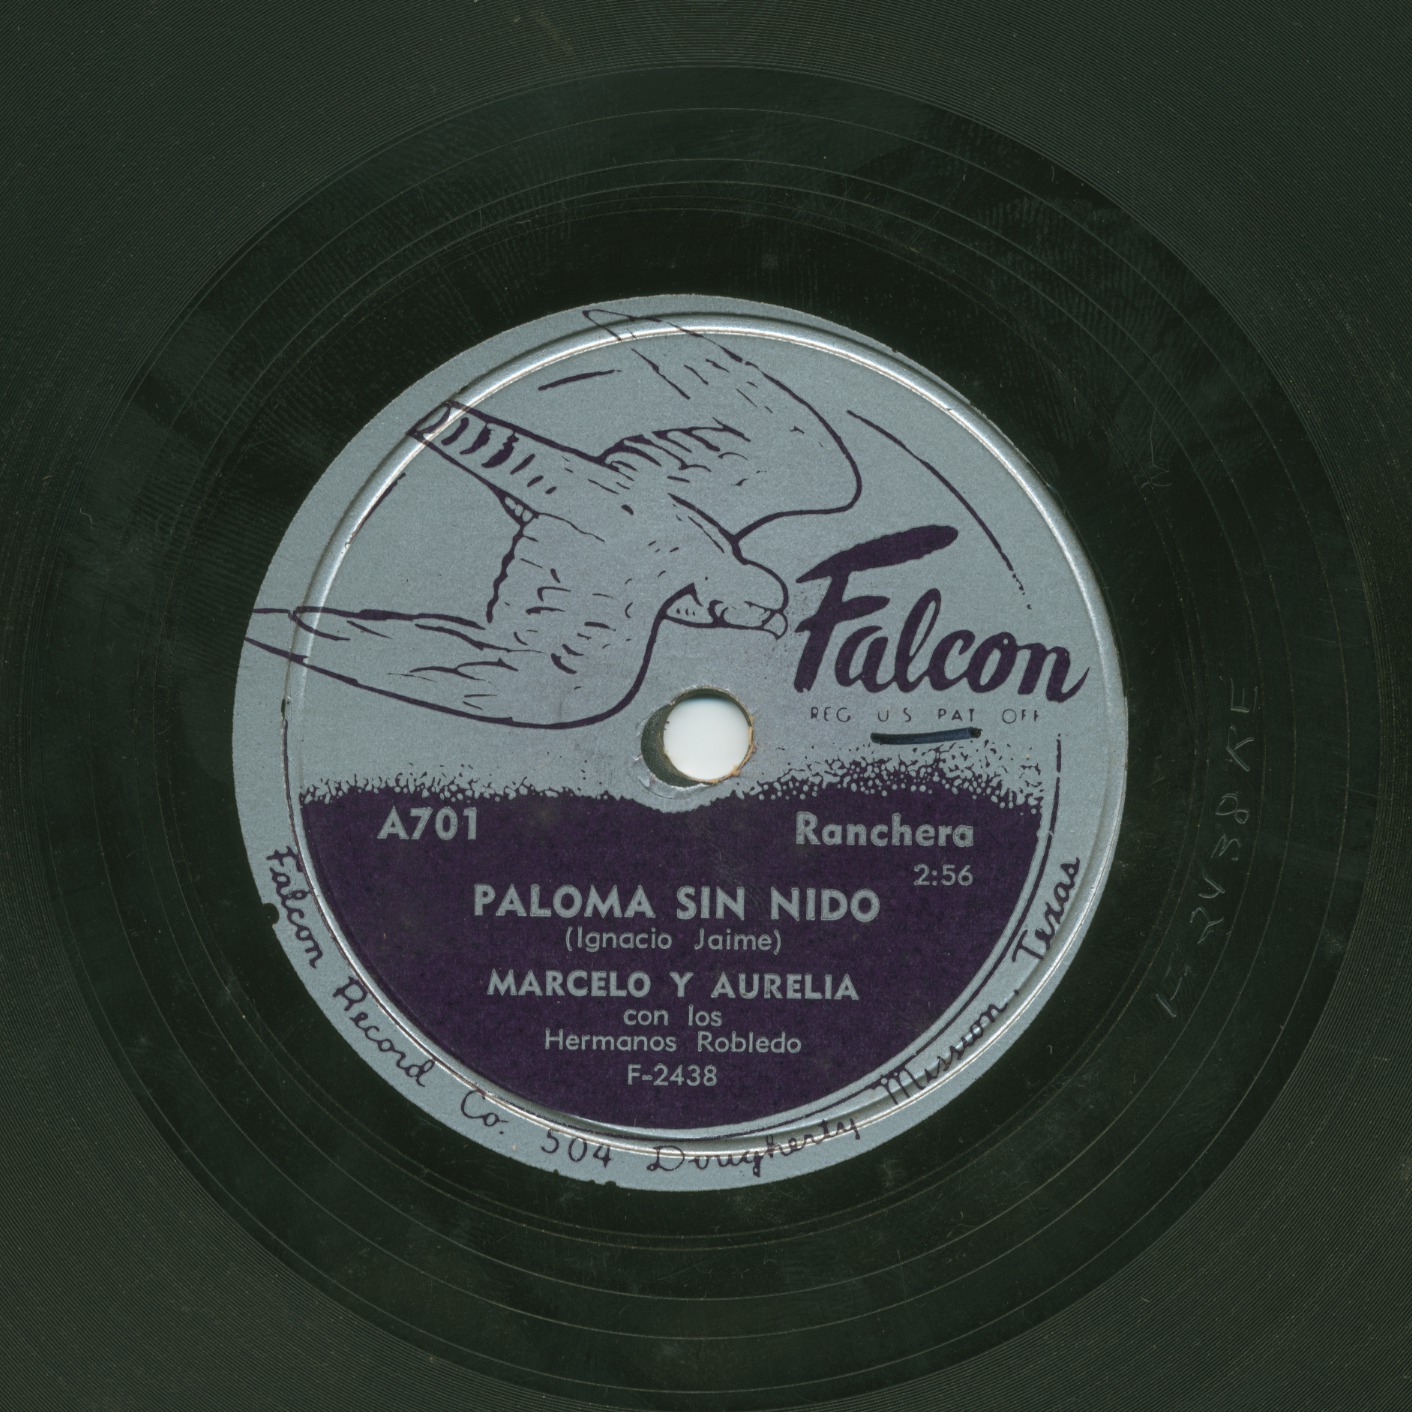 Falcon
REG U S PAT OFF
A701
Ranchera
2:56
PALOMA SIN NIDO
(Ignacio Jaime)
MARCELO Y AURELIA
con los
Hermanos Robledo
F-2438
Falcon Record Co. 504 Dougherty Mission, Texas
F-2438 RE